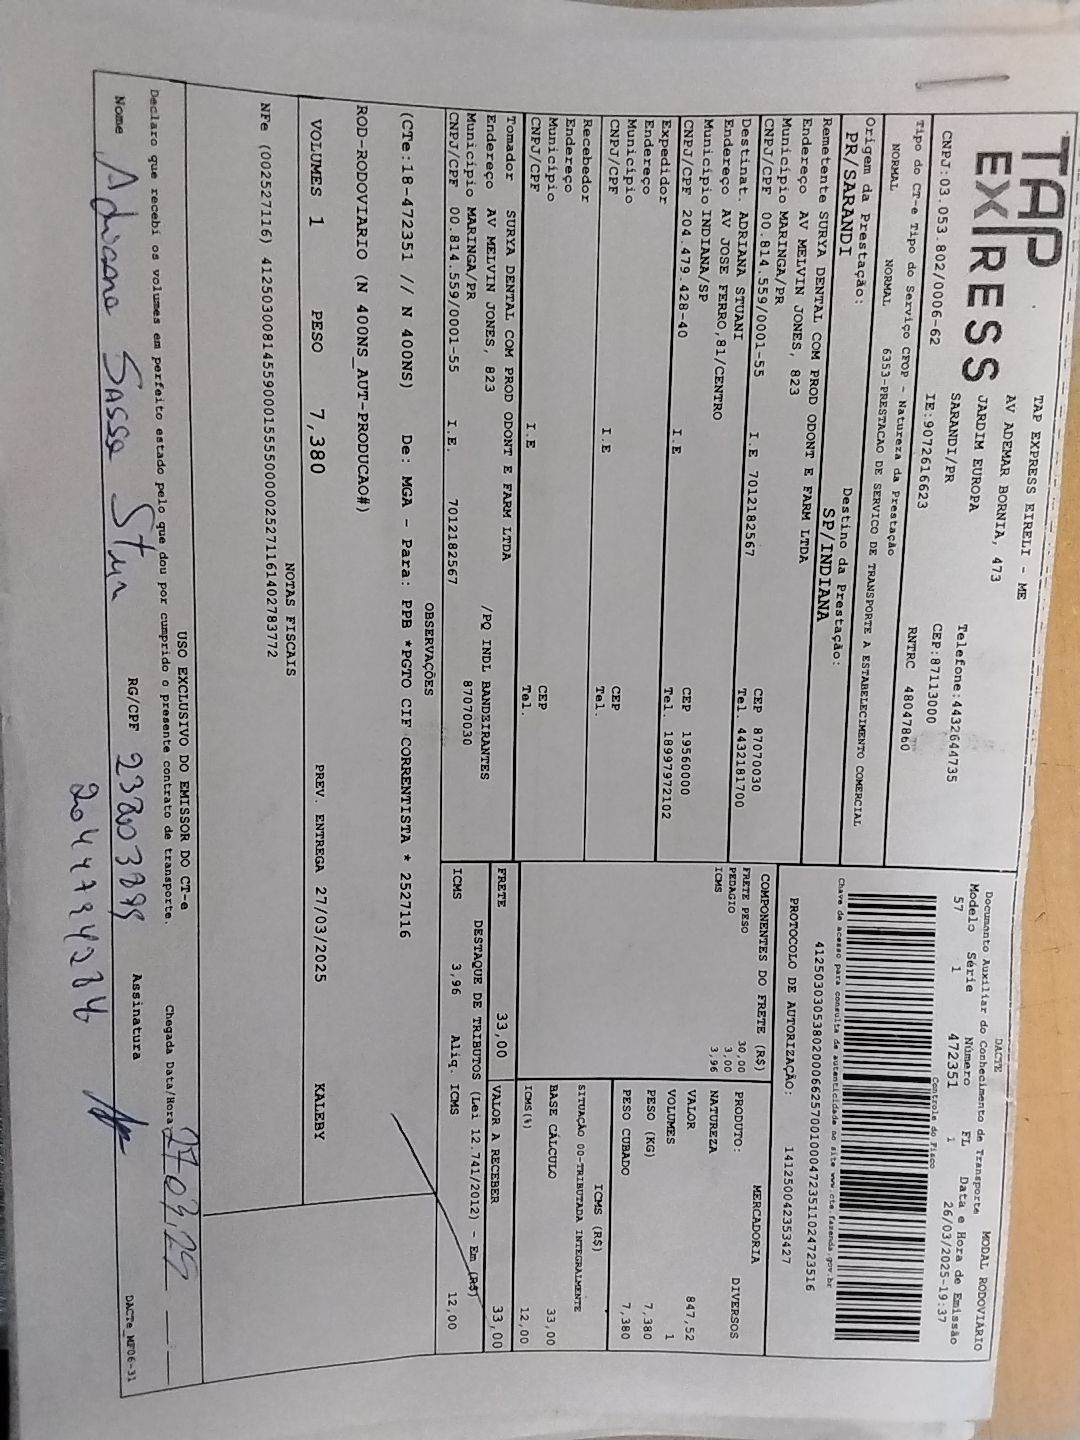 TAP
EXPRESS
TAP EXPRESS EIRELI - ME
AV ADEMAR BORNIA, 473
JARDIM EUROPA
SARANDI/PR
Telefone:4432644735
CEP:87113000
CNPJ:03.053.802/0006-62 IE:9072616623 RNTRC 48047860
Tipo do CT-e Tipo do Serviço CFOP - Natureza da Prestação
NORMAL NORMAL 6353-PRESTACAO DE SERVICO DE TRANSPORTE A ESTABELECIMENTO COMERCIAL
Origem da Prestação: Destino da Prestação:
PR/SARANDI SP/INDIANA
DACTE MODAL RODOVIÁRIO
Documento Auxiliar do Conhecimento de Transporte
Modelo Série Número FL Data e Hora de Emissão
57 1 472351 1 26/03/2025-19:37
Controle do Fisco
Chave de acesso para consulta de autenticidade no site www.cte.fazenda.gov.br
41250303053802000662570010004723511024723516
PROTOCOLO DE AUTORIZAÇÃO: 141250042353427
Remetente SURYA DENTAL COM PROD ODONT E FARM LTDA
Endereço AV MELVIN JONES, 823
Município MARINGA/PR CEP 87070030
CNPJ/CPF 00.814.559/0001-55 I.E 7012182567 Tel. 4432181700
Destinat. ADRIANA STUANI
Endereço AV JOSE FERRO,81/CENTRO
Município INDIANA/SP CEP 19560000
CNPJ/CPF 204.479.428-40 I.E Tel. 18997972102
Expedidor
Endereço
Município CEP
CNPJ/CPF I.E Tel.
Recebedor
Endereço
Município CEP
CNPJ/CPF I.E Tel.
Tomador SURYA DENTAL COM PROD ODONT E FARM LTDA
Endereço AV MELVIN JONES, 823 /PQ INDL BANDEIRANTES
Município MARINGA/PR 87070030
CNPJ/CPF 00.814.559/0001-55 I.E. 7012182567
COMPONENTES DO FRETE (R$)
FRETE PESO 30,00
PEDAGIO 3,00
ICMS 3,96
PRODUTO: MERCADORIA
NATUREZA DIVERSOS
VALOR 847,52
VOLUMES 1
PESO (KG) 7,380
PESO CUBADO 7,380
ICMS (R$)
SITUAÇÃO 00-TRIBUTADA INTEGRALMENTE
BASE CÁLCULO 33,00
ICMS(%) 12,00
FRETE 33,00 VALOR A RECEBER 33,00
DESTAQUE DE TRIBUTOS (Lei 12.741/2012) - Em (R$)
ICMS 3,96 Aliq. ICMS 12,00
OBSERVAÇÕES
(CTe:18-472351 // N 400NS) De: MGA - Para: PPB *PGTO CIF CORRENTISTA * 2527116
ROD-RODOVIARIO (N 400NS_AUT-PRODUCAO#)
VOLUMES 1 PESO 7,380 PREV. ENTREGA 27/03/2025 KALEBY
NOTAS FISCAIS
NFe (002527116) 41250300814559000155550000025271161402783772
USO EXCLUSIVO DO EMISSOR DO CT-e
Declaro que recebi os volumes em perfeito estado pelo que dou por cumprido o presente contrato de transporte. Chegada Data/Hora
Nome RG/CPF Assinatura
DACTe_MF06-31